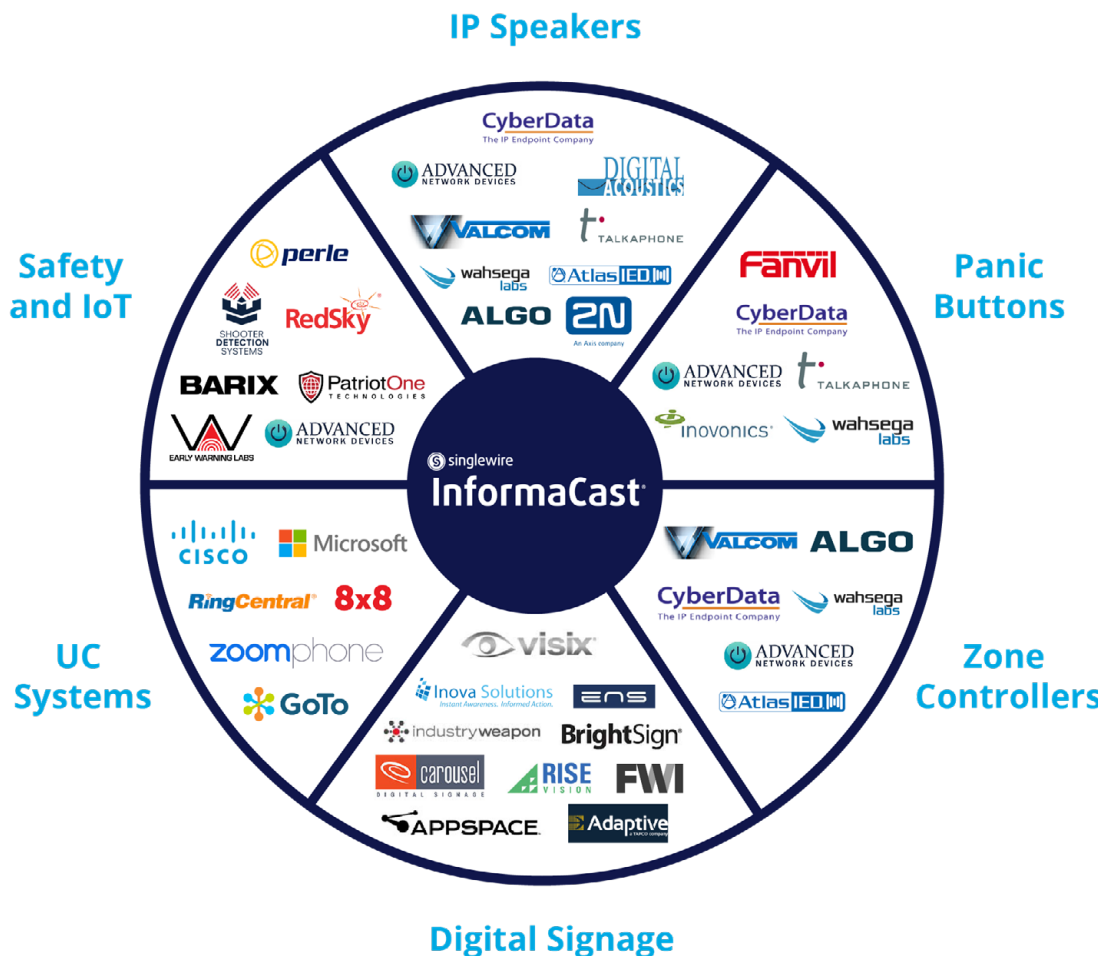 IP Speakers
CyberData
The IP Endpoint Company
ADVANCED
NETWORK DEVICES
DIGITAL
ACOUSTICS
VALCOM
t
TALKAPHONE
wahsega
labs
AtlasIED
ALGO
2N
An Axis company
Panic
Buttons
Fanvil
CyberData
The IP Endpoint Company
ADVANCED
NETWORK DEVICES
t
TALKAPHONE
inovonics®
wahsega
labs
Safety
and IoT
perle
SHOOTER
DETECTION
SYSTEMS
RedSky®
BARIX
PatriotOne
TECHNOLOGIES
EARLY WARNING LABS
ADVANCED
NETWORK DEVICES
S singlewire
InformaCast®
UC
Systems
CISCO
Microsoft
RingCentral®
8x8
zoomphone
GoTo
Zone
Controllers
VALCOM
ALGO
CyberData
The IP Endpoint Company
wahsega
labs
ADVANCED
NETWORK DEVICES
AtlasIED
visix®
Inova Solutions
Instant Awareness. Informed Action.
ens
industryweapon
BrightSign®
carousel
DIGITAL SIGNAGE
RISE
VISION
FWI
APPSPACE
Adaptive
a TAPCO company
Digital Signage